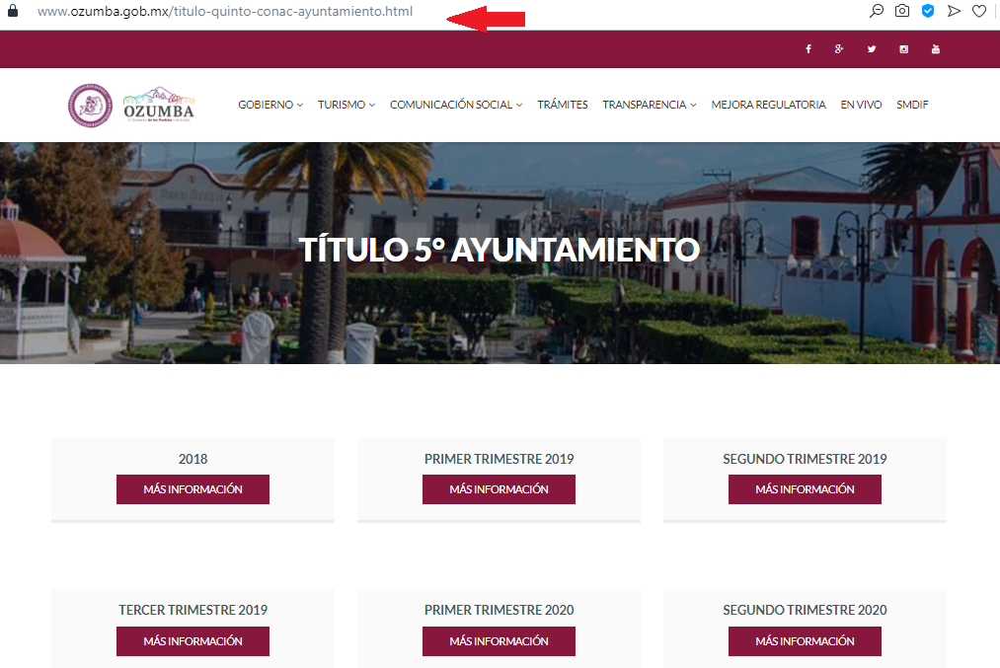 www.ozumba.gob.mx/titulo-quinto-conac-ayuntamiento.html
OZUMBA
GOBIERNO TURISMO COMUNICACIÓN SOCIAL TRÁMITES TRANSPARENCIA MEJORA REGULATORIA EN VIVO SMDIF
TÍTULO 5° AYUNTAMIENTO
2018 PRIMER TRIMESTRE 2019 SEGUNDO TRIMESTRE 2019
MÁS INFORMACIÓN MÁS INFORMACIÓN MÁS INFORMACIÓN
TERCER TRIMESTRE 2019 PRIMER TRIMESTRE 2020 SEGUNDO TRIMESTRE 2020
MÁS INFORMACIÓN MÁS INFORMACIÓN MÁS INFORMACIÓN